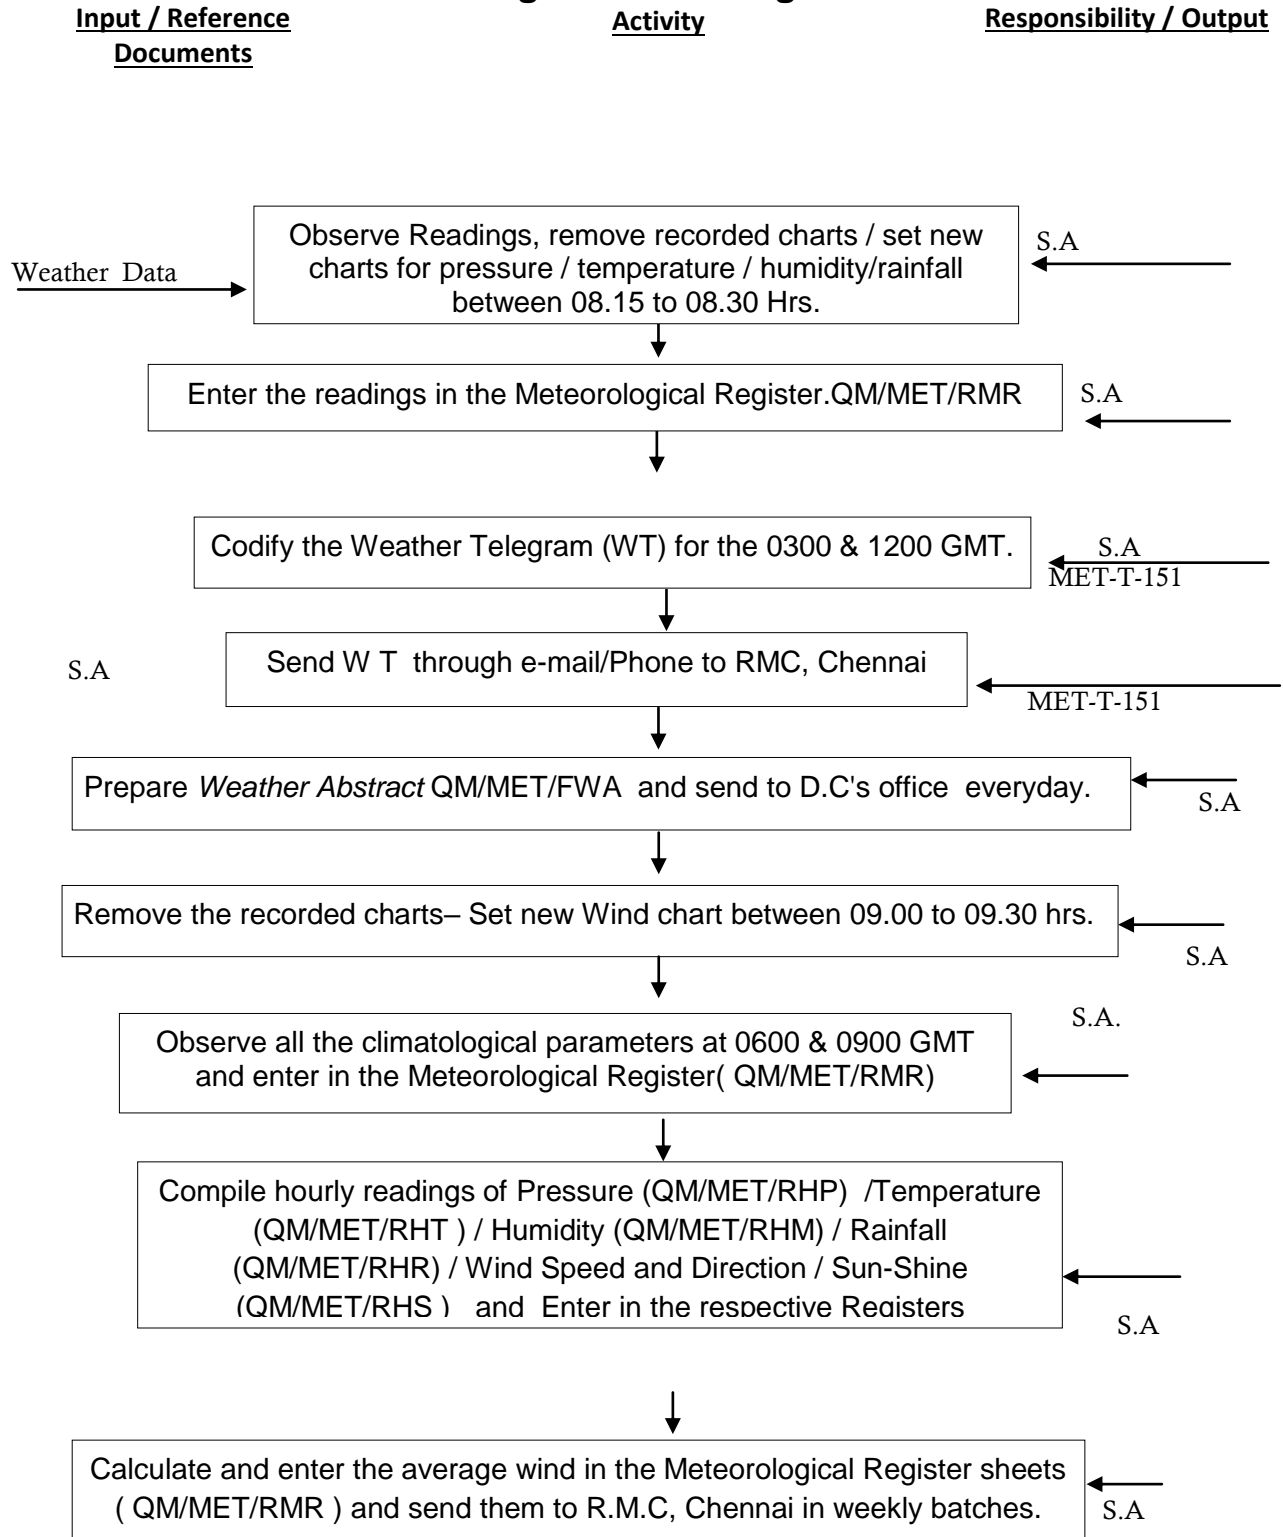 Input / Reference
Documents
Activity
Responsibility / Output
Observe Readings, remove recorded charts / set new
charts for pressure / temperature / humidity/rainfall
between 08.15 to 08.30 Hrs.
S.A
Weather Data
Enter the readings in the Meteorological Register.QM/MET/RMR
S.A
Codify the Weather Telegram (WT) for the 0300 & 1200 GMT.
S.A
MET-T-151
S.A
Send W T through e-mail/Phone to RMC, Chennai
MET-T-151
Prepare Weather Abstract QM/MET/FWA and send to D.C's office everyday.
S.A
Remove the recorded charts– Set new Wind chart between 09.00 to 09.30 hrs.
S.A
Observe all the climatological parameters at 0600 & 0900 GMT
and enter in the Meteorological Register( QM/MET/RMR)
S.A.
Compile hourly readings of Pressure (QM/MET/RHP) /Temperature
(QM/MET/RHT ) / Humidity (QM/MET/RHM) / Rainfall
(QM/MET/RHR) / Wind Speed and Direction / Sun-Shine
(QM/MET/RHS ) and Enter in the respective Registers
S.A
Calculate and enter the average wind in the Meteorological Register sheets
( QM/MET/RMR ) and send them to R.M.C, Chennai in weekly batches.
S.A